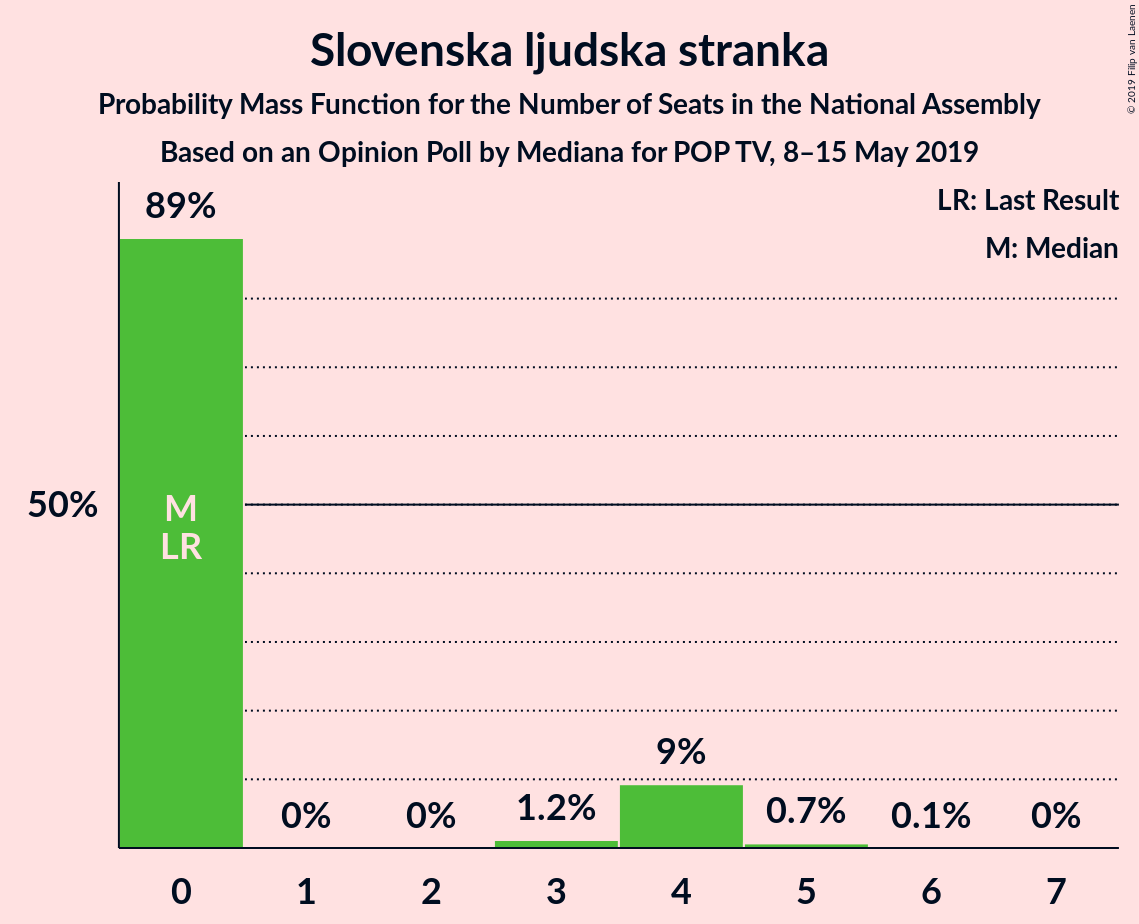 Slovenska ljudska stranka
Probability Mass Function for the Number of Seats in the National Assembly
Based on an Opinion Poll by Mediana for POP TV, 8–15 May 2019
© 2019 Filip van Laenen
LR: Last Result
M: Median
89%
50%
M
LR
0%
0%
1.2%
9%
0.7%
0.1%
0%
0
1
2
3
4
5
6
7